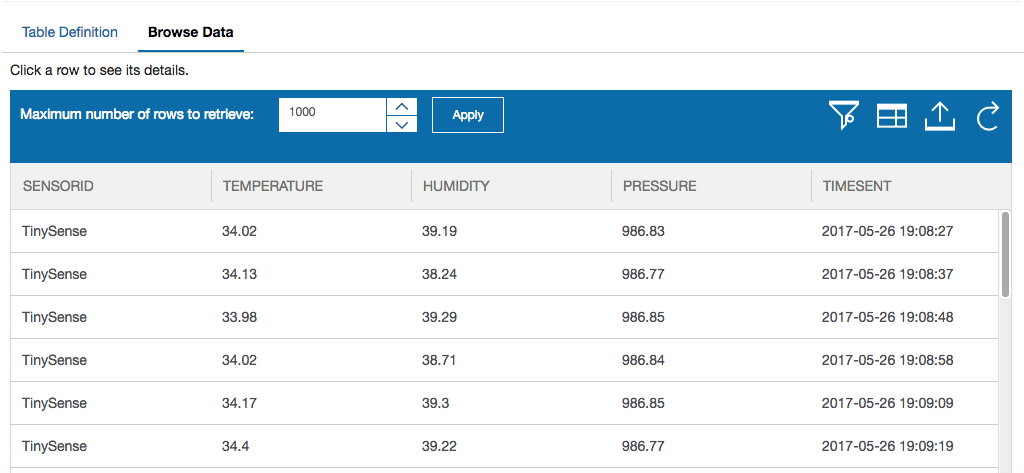 Table Definition Browse Data
Click a row to see its details.
Maximum number of rows to retrieve: 1000 Apply
SENSORID TEMPERATURE HUMIDITY PRESSURE TIMESENT
TinySense 34.02 39.19 986.83 2017-05-26 19:08:27
TinySense 34.13 38.24 986.77 2017-05-26 19:08:37
TinySense 33.98 39.29 986.85 2017-05-26 19:08:48
TinySense 34.02 38.71 986.84 2017-05-26 19:08:58
TinySense 34.17 39.3 986.85 2017-05-26 19:09:09
TinySense 34.4 39.22 986.77 2017-05-26 19:09:19